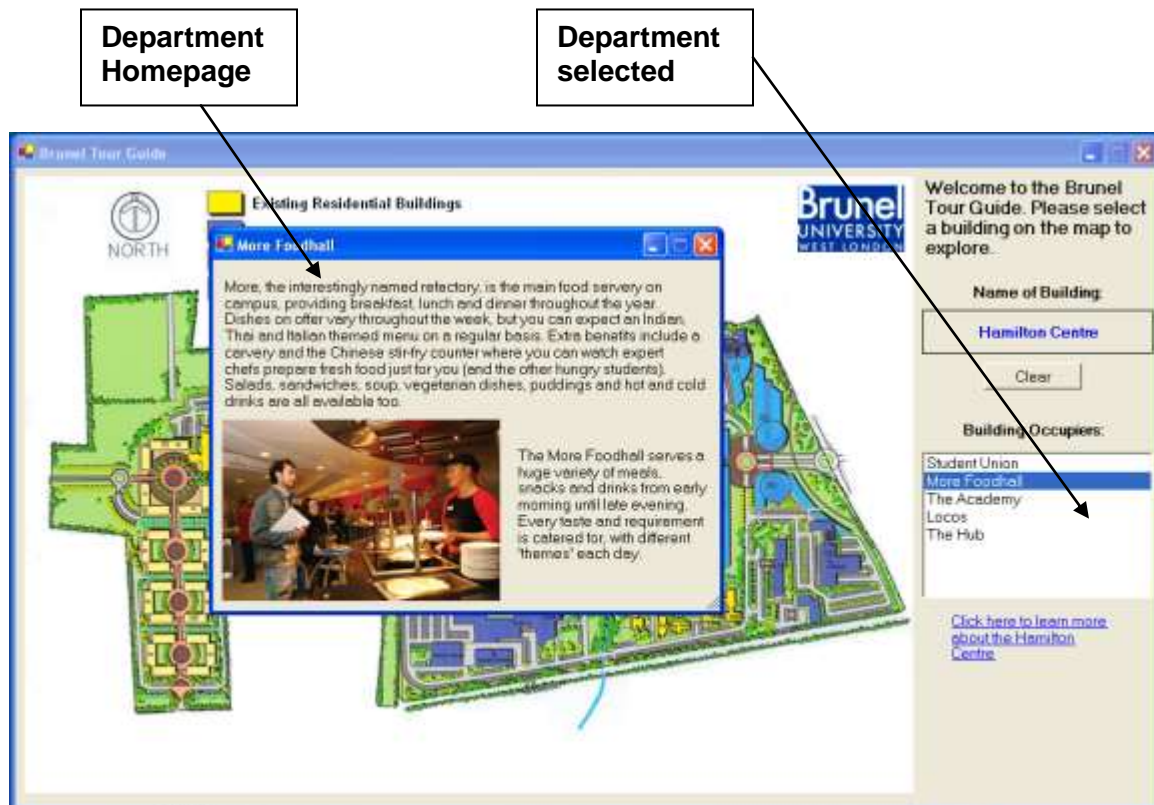 Department
Homepage
Department
selected
Brunel Tour Guide
NORTH
Existing Residential Buildings
Brunel
UNIVERSITY
WEST LONDON
Welcome to the Brunel
Tour Guide. Please select
a building on the map to
explore.
More Foodhall
More, the interestingly named refectory, is the main food servery on
campus, providing breakfast, lunch and dinner throughout the year.
Dishes on offer vary throughout the week, but you can expect an Indian,
Thai and Italian themed menu on a regular basis. Extra benefits include a
carvery and the Chinese stir-fry counter where you can watch expert
chefs prepare fresh food just for you (and the other hungry students).
Salads, sandwiches, soup, vegetarian dishes, puddings and hot and cold
drinks are all available too.
The More Foodhall serves a
huge variety of meals,
snacks and drinks from early
morning until late evening.
Every taste and requirement
is catered for, with different
'themes' each day.
Name of Building:
Hamilton Centre
Clear
Building Occupiers:
Student Union
More Foodhall
The Academy
Locos
The Hub
Click here to learn more
about the Hamilton
Centre